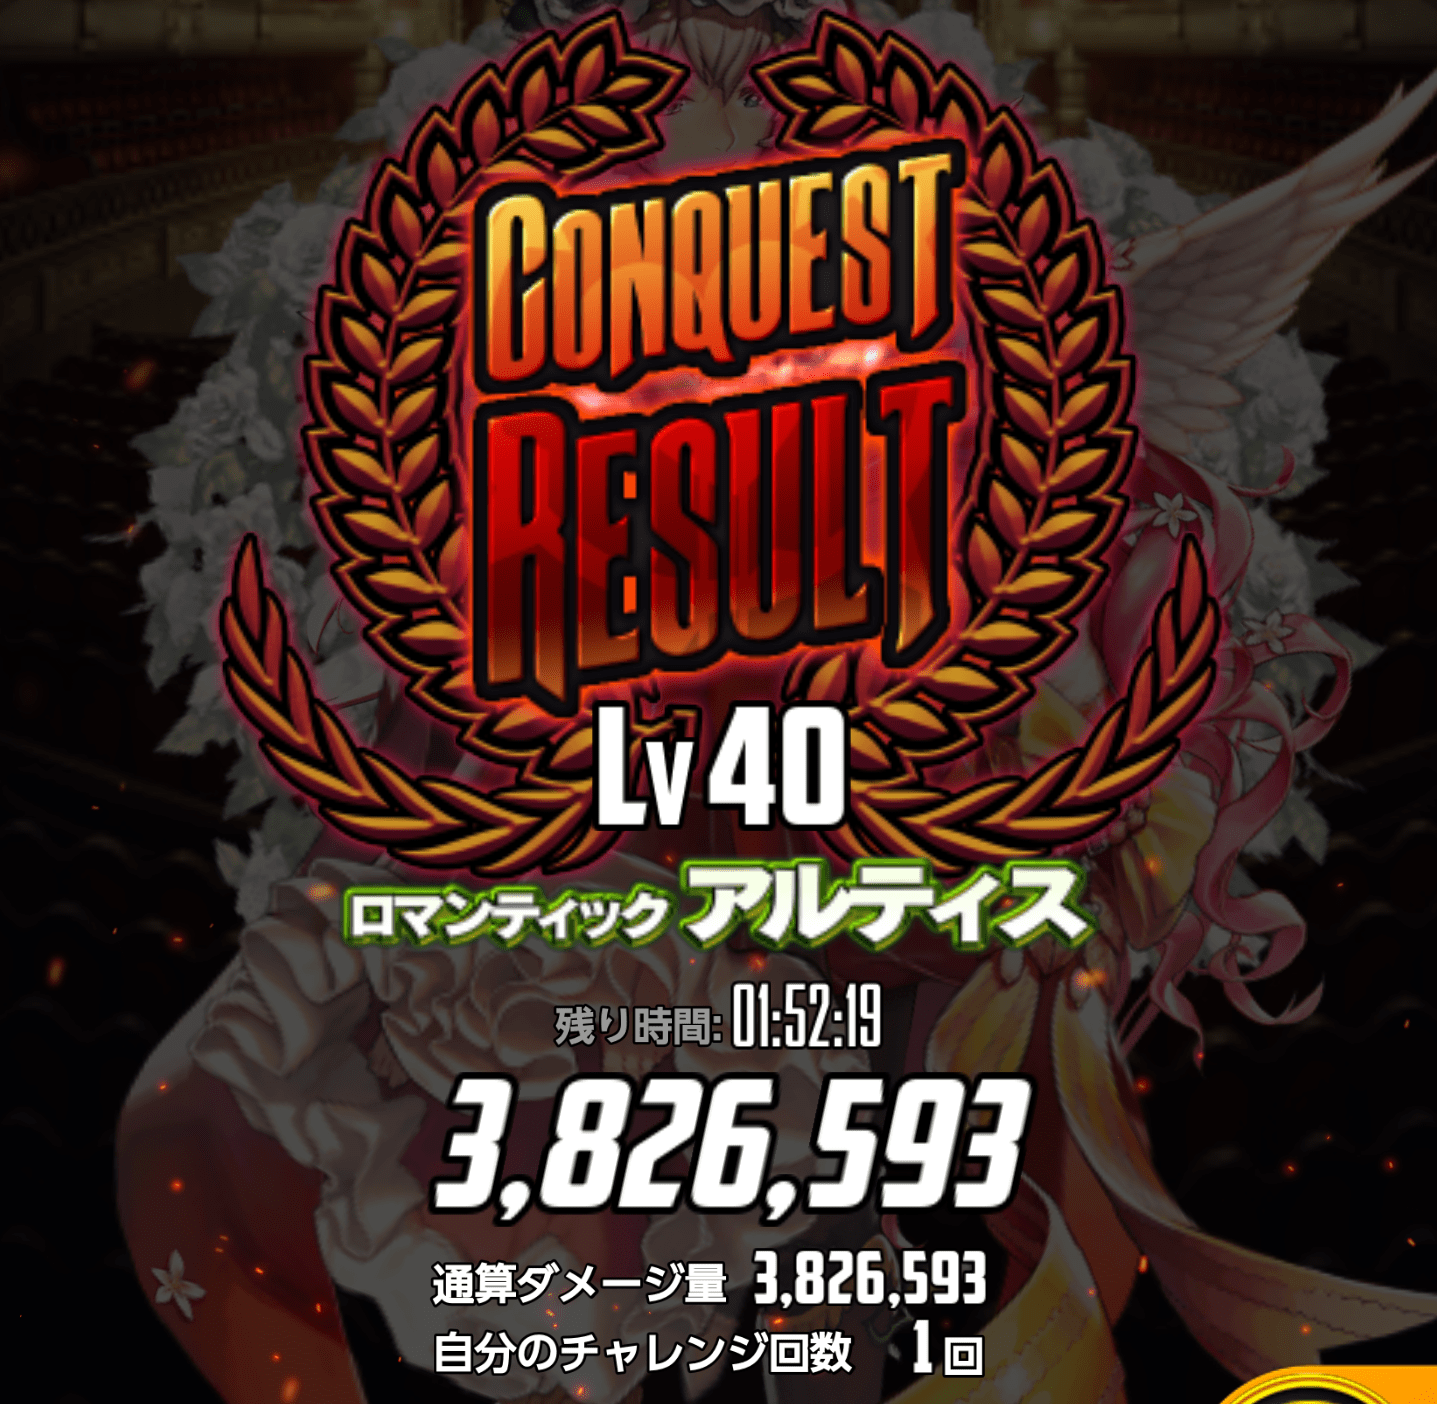 CONQUEST
RESULT
Lv 40
ロマンティック アルティス
残り時間: 01:52:19
3,826,593
通算ダメージ量 3,826,593
自分のチャレンジ回数 1回